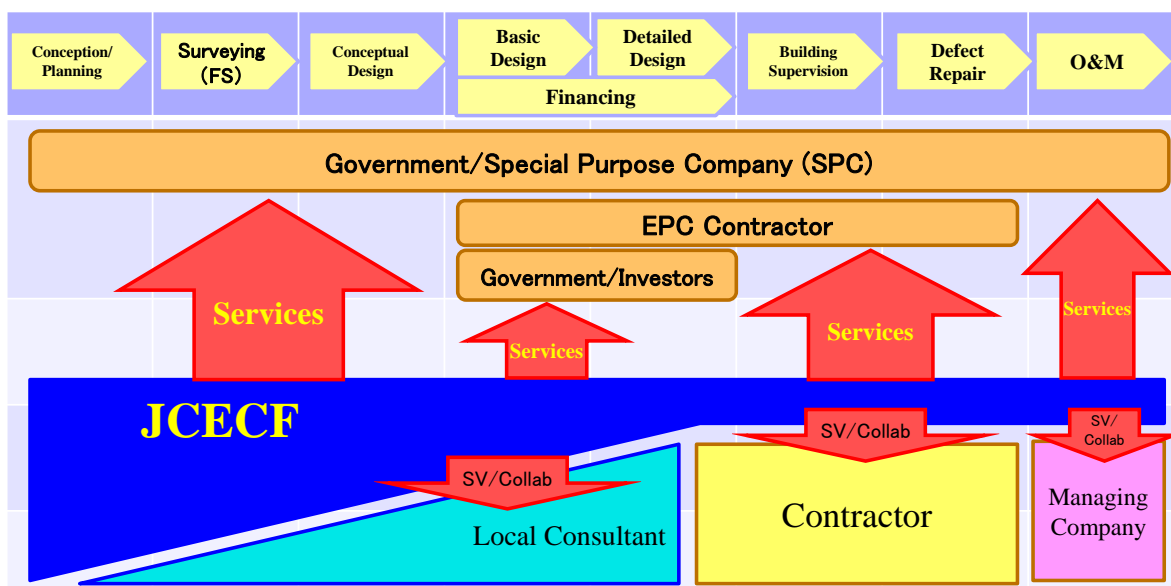 Conception/
Planning
Surveying
(FS)
Conceptual
Design
Basic
Design
Detailed
Design
Financing
Building
Supervision
Defect
Repair
O&M
Government/Special Purpose Company (SPC)
EPC Contractor
Government/Investors
Services
Services
Services
Services
JCECF
SV/Collab
SV/Collab
SV/
Collab
Local Consultant
Contractor
Managing
Company